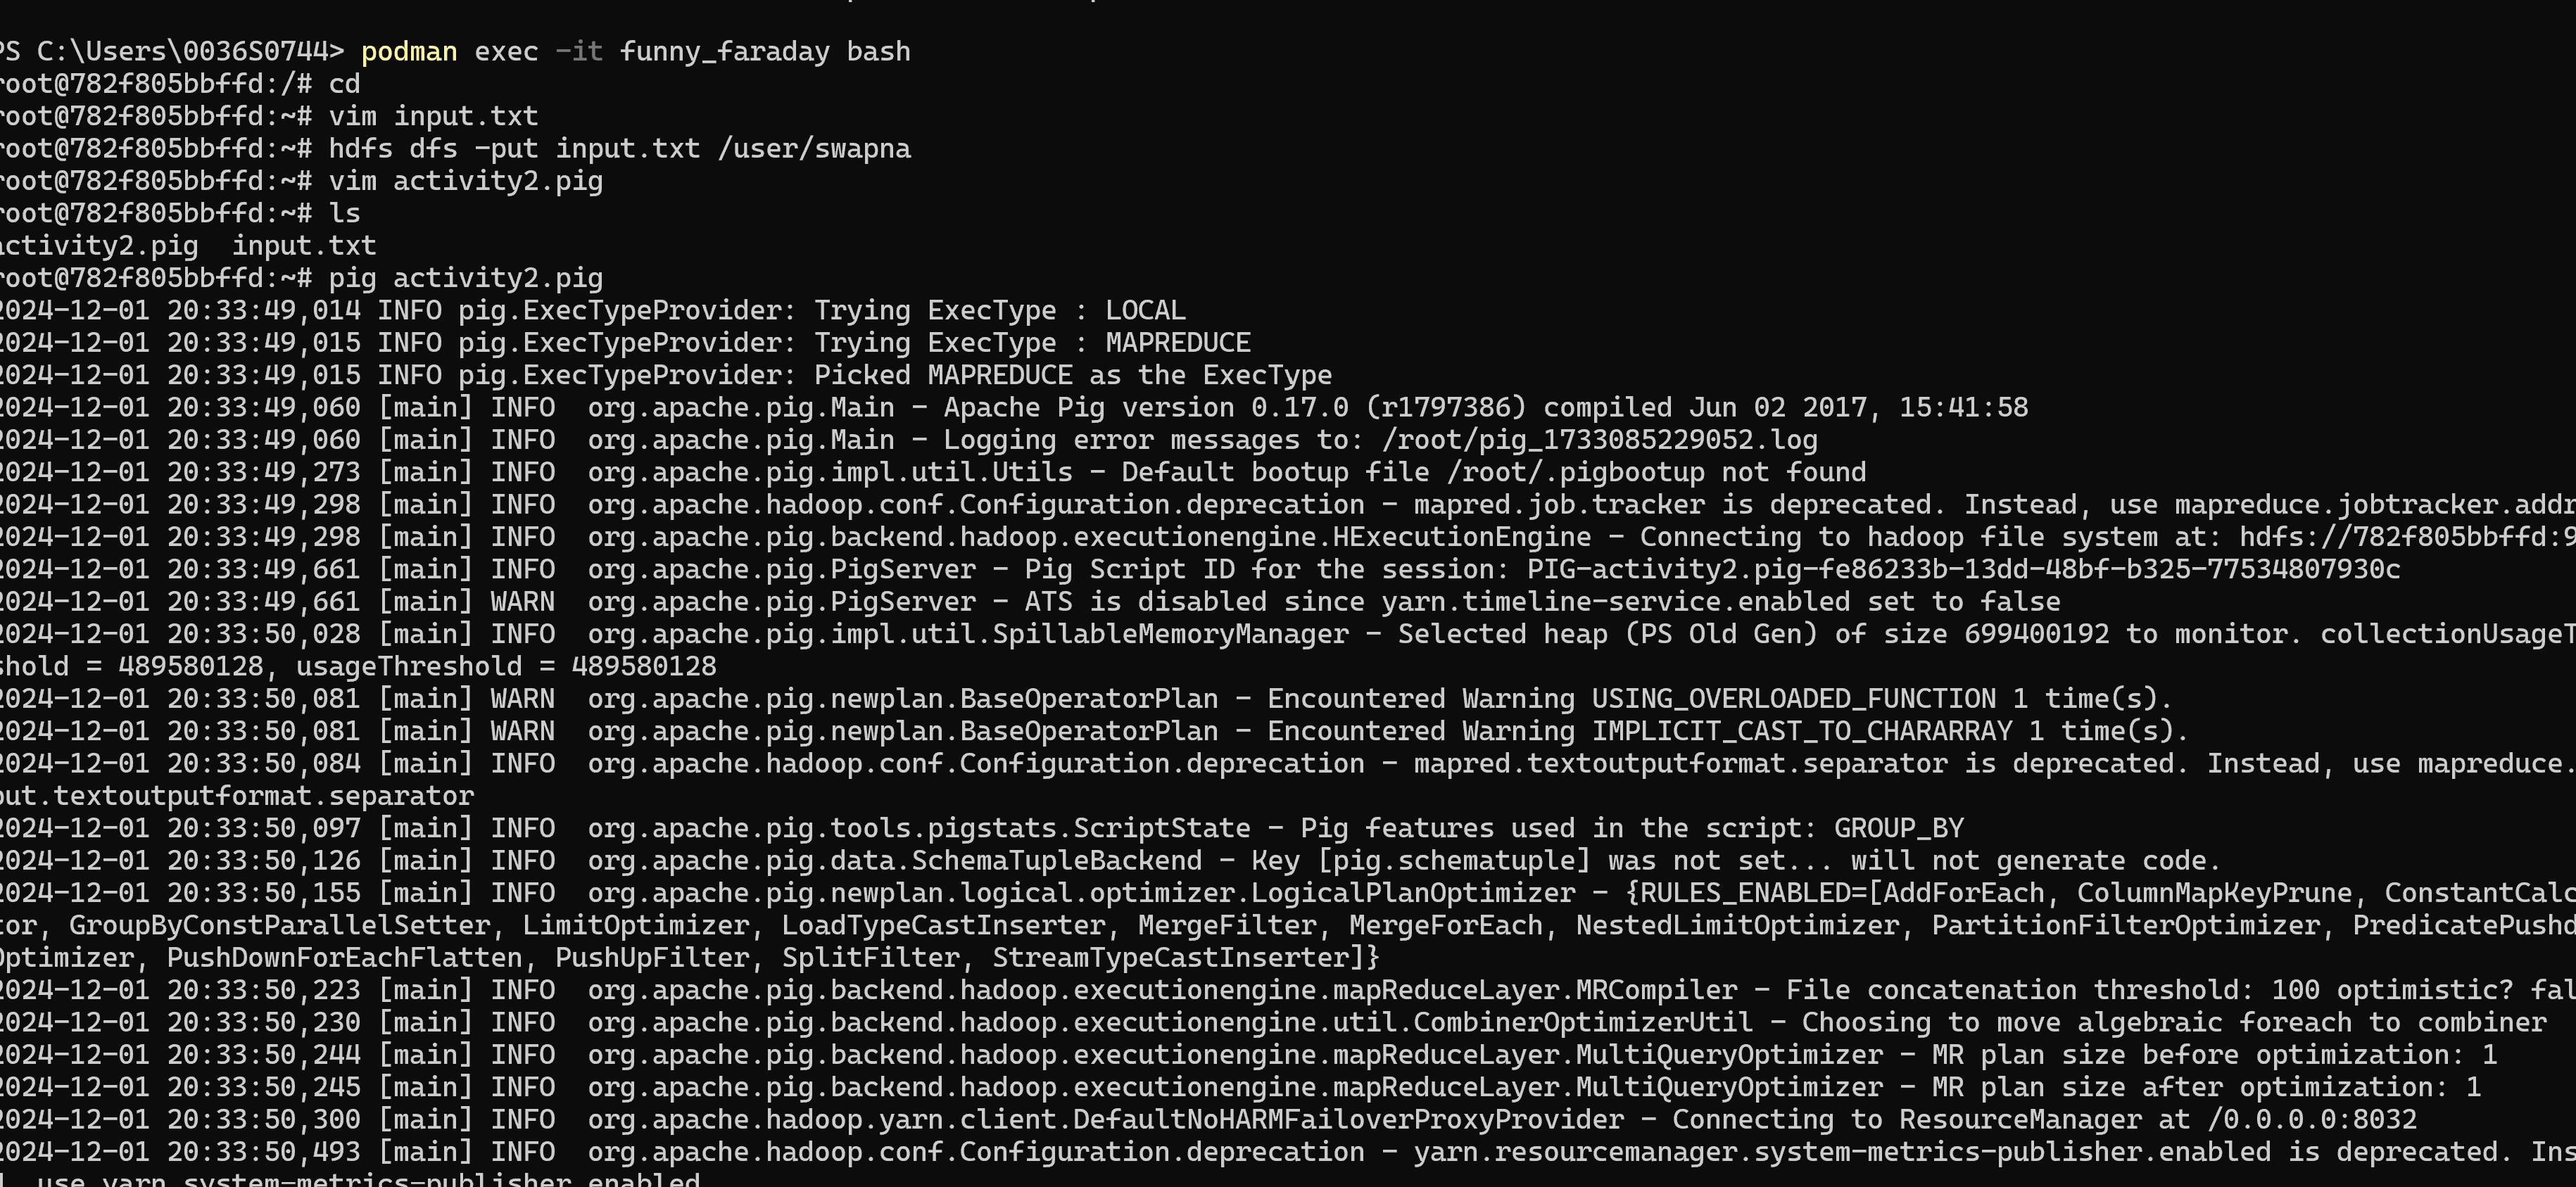 PS C:\Users\0036S0744> podman exec -it funny_faraday bash
root@782f805bbffd:/# cd
root@782f805bbffd:~# vim input.txt
root@782f805bbffd:~# hdfs dfs -put input.txt /user/swapna
root@782f805bbffd:~# vim activity2.pig
root@782f805bbffd:~# ls
activity2.pig  input.txt
root@782f805bbffd:~# pig activity2.pig
2024-12-01 20:33:49,014 INFO pig.ExecTypeProvider: Trying ExecType : LOCAL
2024-12-01 20:33:49,015 INFO pig.ExecTypeProvider: Trying ExecType : MAPREDUCE
2024-12-01 20:33:49,015 INFO pig.ExecTypeProvider: Picked MAPREDUCE as the ExecType
2024-12-01 20:33:49,060 [main] INFO  org.apache.pig.Main - Apache Pig version 0.17.0 (r1797386) compiled Jun 02 2017, 15:41:58
2024-12-01 20:33:49,060 [main] INFO  org.apache.pig.Main - Logging error messages to: /root/pig_1733085229052.log
2024-12-01 20:33:49,273 [main] INFO  org.apache.pig.impl.util.Utils - Default bootup file /root/.pigbootup not found
2024-12-01 20:33:49,298 [main] INFO  org.apache.hadoop.conf.Configuration.deprecation - mapred.job.tracker is deprecated. Instead, use mapreduce.jobtracker.addr
2024-12-01 20:33:49,298 [main] INFO  org.apache.pig.backend.hadoop.executionengine.HExecutionEngine - Connecting to hadoop file system at: hdfs://782f805bbffd:9
2024-12-01 20:33:49,661 [main] INFO  org.apache.pig.PigServer - Pig Script ID for the session: PIG-activity2.pig-fe86233b-13dd-48bf-b325-77534807930c
2024-12-01 20:33:49,661 [main] WARN  org.apache.pig.PigServer - ATS is disabled since yarn.timeline-service.enabled set to false
2024-12-01 20:33:50,028 [main] INFO  org.apache.pig.impl.util.SpillableMemoryManager - Selected heap (PS Old Gen) of size 699400192 to monitor. collectionUsageT
shold = 489580128, usageThreshold = 489580128
2024-12-01 20:33:50,081 [main] WARN  org.apache.pig.newplan.BaseOperatorPlan - Encountered Warning USING_OVERLOADED_FUNCTION 1 time(s).
2024-12-01 20:33:50,081 [main] WARN  org.apache.pig.newplan.BaseOperatorPlan - Encountered Warning IMPLICIT_CAST_TO_CHARARRAY 1 time(s).
2024-12-01 20:33:50,084 [main] INFO  org.apache.hadoop.conf.Configuration.deprecation - mapred.textoutputformat.separator is deprecated. Instead, use mapreduce.
put.textoutputformat.separator
2024-12-01 20:33:50,097 [main] INFO  org.apache.pig.tools.pigstats.ScriptState - Pig features used in the script: GROUP_BY
2024-12-01 20:33:50,126 [main] INFO  org.apache.pig.data.SchemaTupleBackend - Key [pig.schematuple] was not set... will not generate code.
2024-12-01 20:33:50,155 [main] INFO  org.apache.pig.newplan.logical.optimizer.LogicalPlanOptimizer - {RULES_ENABLED=[AddForEach, ColumnMapKeyPrune, ConstantCalc
tor, GroupByConstParallelSetter, LimitOptimizer, LoadTypeCastInserter, MergeFilter, MergeForEach, NestedLimitOptimizer, PartitionFilterOptimizer, PredicatePushd
Optimizer, PushDownForEachFlatten, PushUpFilter, SplitFilter, StreamTypeCastInserter]}
2024-12-01 20:33:50,223 [main] INFO  org.apache.pig.backend.hadoop.executionengine.mapReduceLayer.MRCompiler - File concatenation threshold: 100 optimistic? fal
2024-12-01 20:33:50,230 [main] INFO  org.apache.pig.backend.hadoop.executionengine.util.CombinerOptimizerUtil - Choosing to move algebraic foreach to combiner
2024-12-01 20:33:50,244 [main] INFO  org.apache.pig.backend.hadoop.executionengine.mapReduceLayer.MultiQueryOptimizer - MR plan size before optimization: 1
2024-12-01 20:33:50,245 [main] INFO  org.apache.pig.backend.hadoop.executionengine.mapReduceLayer.MultiQueryOptimizer - MR plan size after optimization: 1
2024-12-01 20:33:50,300 [main] INFO  org.apache.hadoop.yarn.client.DefaultNoHARMFailoverProxyProvider - Connecting to ResourceManager at /0.0.0.0:8032
2024-12-01 20:33:50,493 [main] INFO  org.apache.hadoop.conf.Configuration.deprecation - yarn.resourcemanager.system-metrics-publisher.enabled is deprecated. Ins
use yarn.system-metrics-publisher.enabled